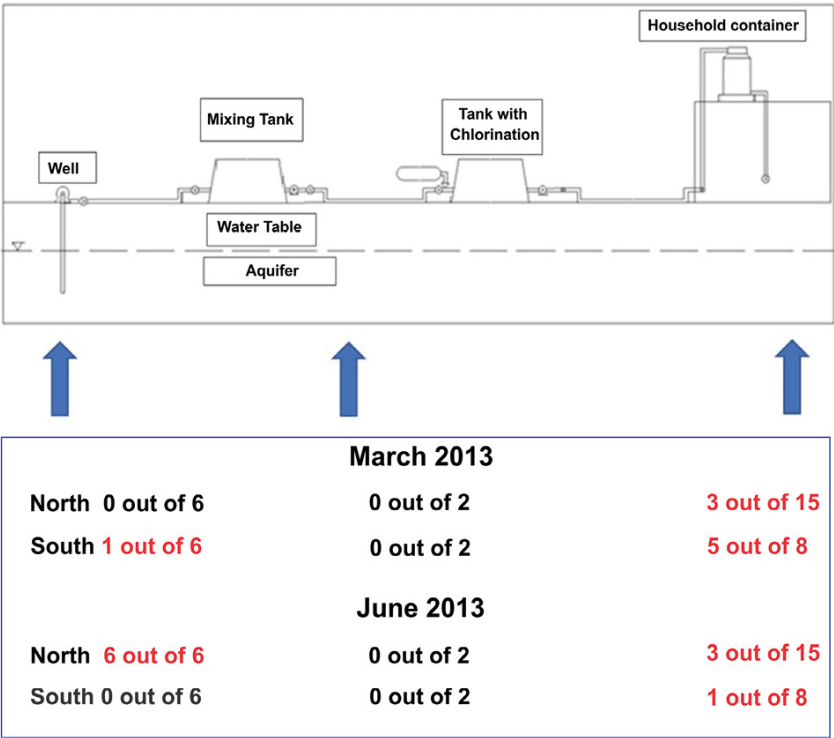 Household container
Mixing Tank
Tank with
Chlorination
Well
Water Table
Aquifer
March 2013
North 0 out of 6 0 out of 2 3 out of 15
South 1 out of 6 0 out of 2 5 out of 8
June 2013
North 6 out of 6 0 out of 2 3 out of 15
South 0 out of 6 0 out of 2 1 out of 8